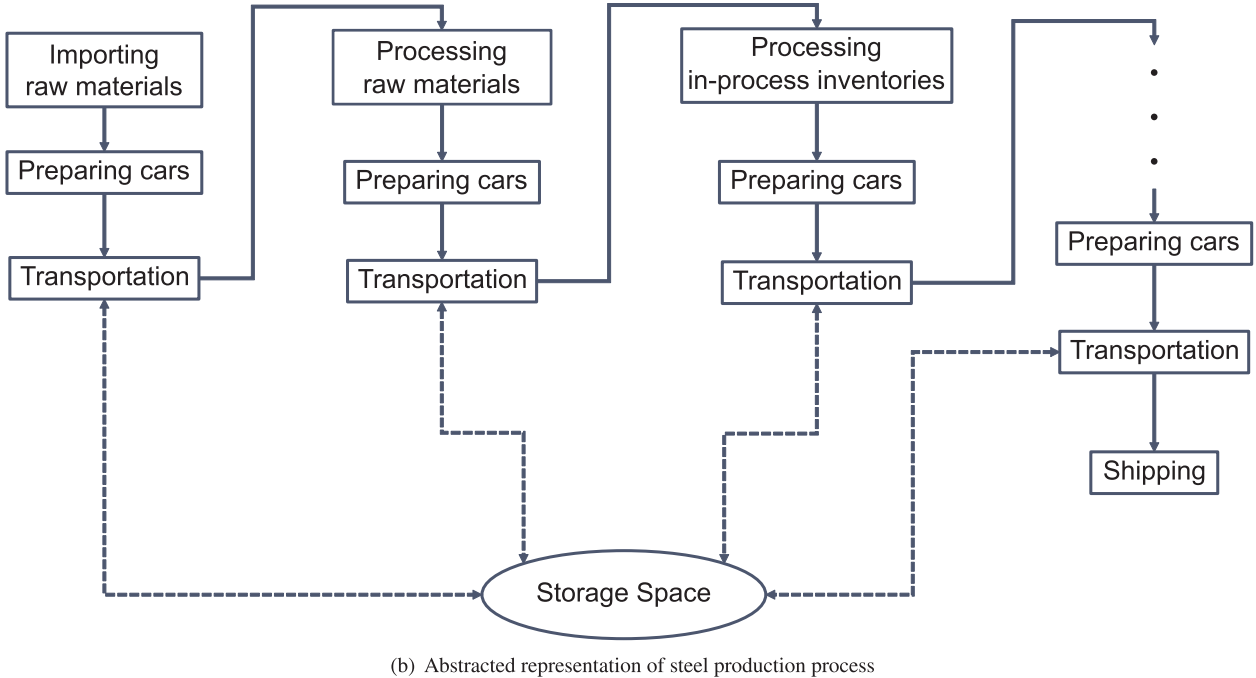 Importing
raw materials
Preparing cars
Transportation
Processing
raw materials
Preparing cars
Transportation
Processing
in-process inventories
Preparing cars
Transportation
Preparing cars
Transportation
Shipping
Storage Space
(b) Abstracted representation of steel production process